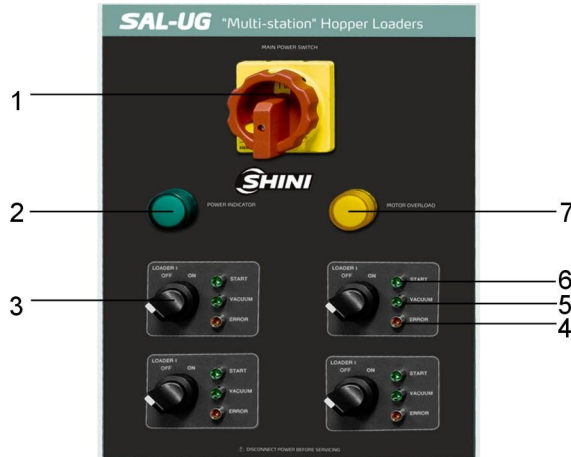 SAL-UG "Multi-station" Hopper Loaders
MAIN POWER SWITCH
1
SHINI
2
POWER INDICATOR
MOTOR OVERLOAD
7
LOADER I
OFF ON
START
VACUUM
ERROR
3
LOADER I
OFF ON
START
VACUUM
ERROR
6
5
4
LOADER I
OFF ON
START
VACUUM
ERROR
LOADER I
OFF ON
START
VACUUM
ERROR
DISCONNECT POWER BEFORE SERVICING